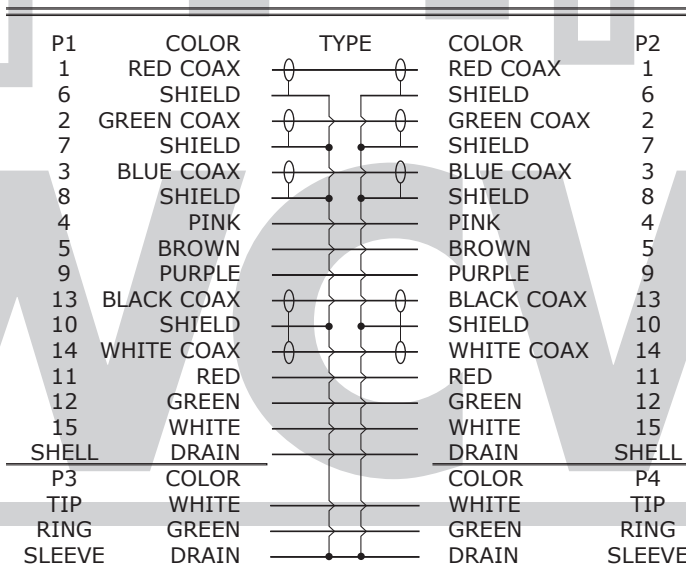 P1 COLOR TYPE COLOR P2
1 RED COAX RED COAX 1
6 SHIELD SHIELD 6
2 GREEN COAX GREEN COAX 2
7 SHIELD SHIELD 7
3 BLUE COAX BLUE COAX 3
8 SHIELD SHIELD 8
4 PINK PINK 4
5 BROWN BROWN 5
9 PURPLE PURPLE 9
13 BLACK COAX BLACK COAX 13
10 SHIELD SHIELD 10
14 WHITE COAX WHITE COAX 14
11 RED RED 11
12 GREEN GREEN 12
15 WHITE WHITE 15
SHELL DRAIN DRAIN SHELL
P3 COLOR COLOR P4
TIP WHITE WHITE TIP
RING GREEN GREEN RING
SLEEVE DRAIN DRAIN SLEEVE